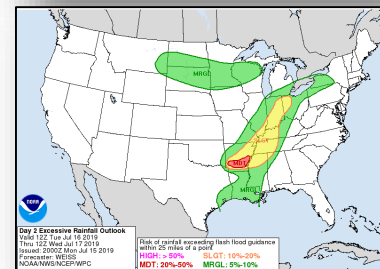 MRGL
SLGT
MDT
MRGL
noaa
Day 2 Excessive Rainfall Outlook
Valid 12Z Tue Jul 16 2019
Thru 12Z Wed Jul 17 2019
Issued: 2000Z Mon Jul 15 2019
Forecaster: WEISS
NOAA/NWS/NCEP/WPC
Risk of rainfall exceeding flash flood guidance
within 25 miles of a point
HIGH: > 50% SLGT: 10%-20%
MDT: 20%-50% MRGL: 5%-10%